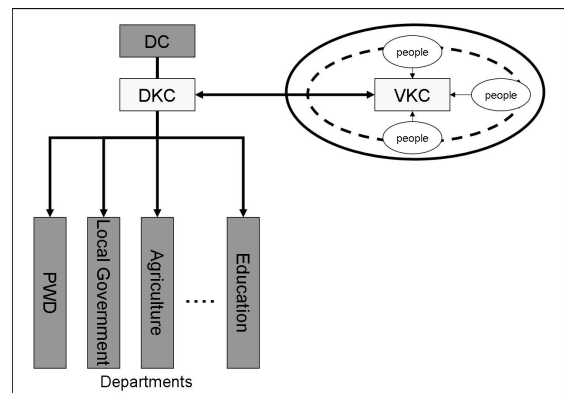 DC
DKC
people
VKC
people
people
PWD
Local Government
Agriculture
....
Education
Departments